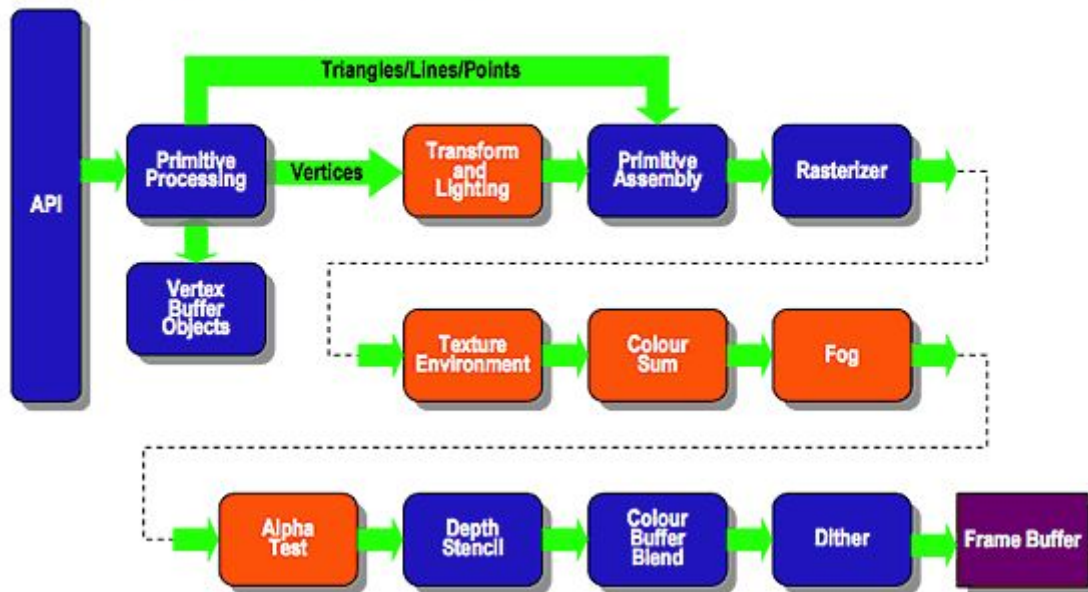 Triangles/Lines/Points
API
Primitive
Processing
Vertices
Transform
and
Lighting
Primitive
Assembly
Rasterizer
Vertex
Buffer
Objects
Texture
Environment
Colour
Sum
Fog
Alpha
Test
Depth
Stencil
Colour
Buffer
Blend
Dither
Frame Buffer